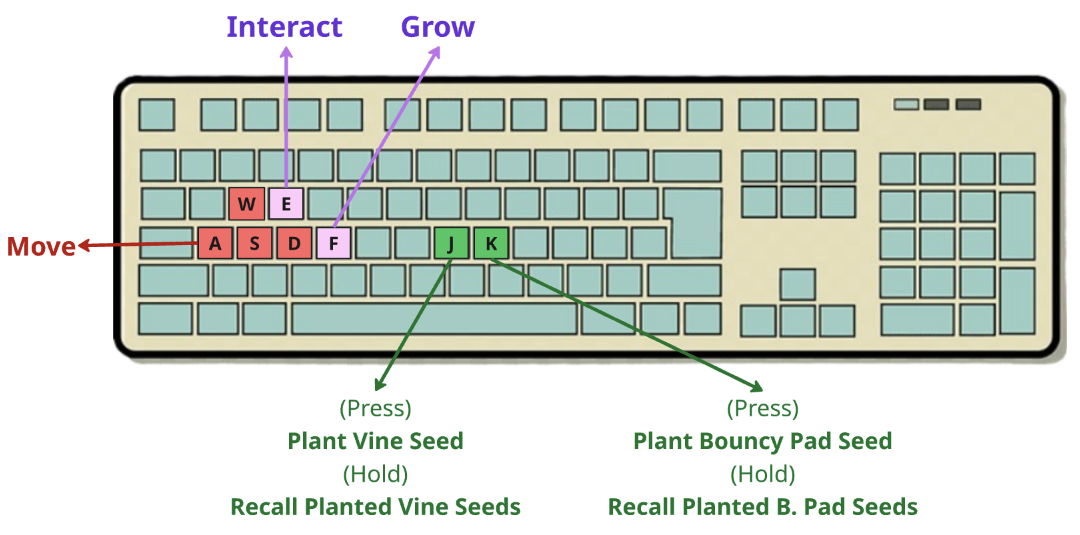 Interact
Grow
W
E
Move
A
S
D
F
J
K
(Press)
Plant Vine Seed
(Hold)
Recall Planted Vine Seeds
(Press)
Plant Bouncy Pad Seed
(Hold)
Recall Planted B. Pad Seeds